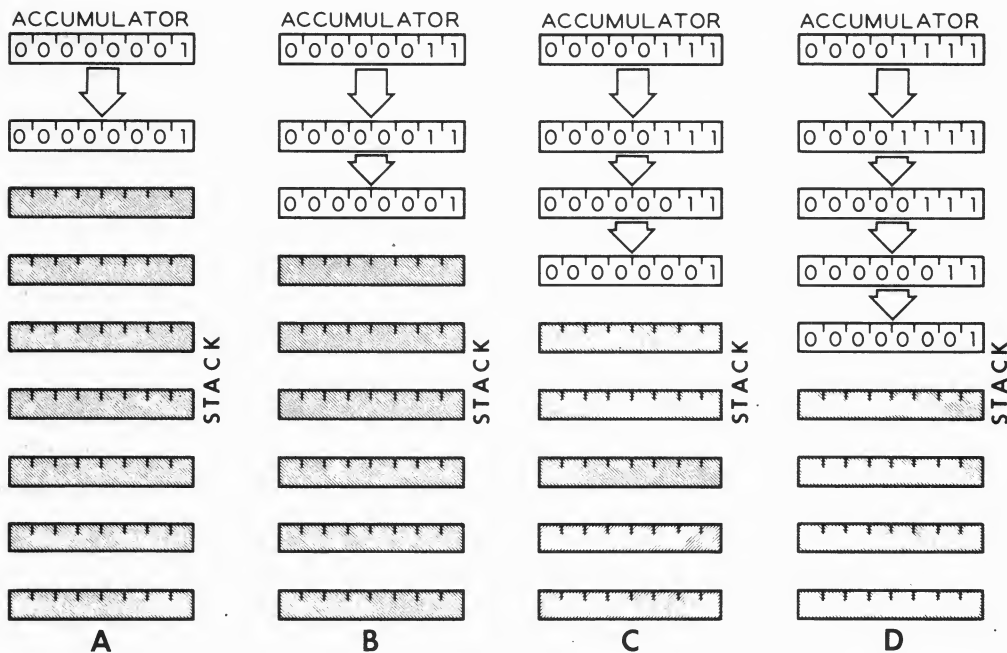 ACCUMULATOR
00000001
00000001
STACK
A
ACCUMULATOR
00000011
00000011
00000001
STACK
B
ACCUMULATOR
00000111
00000111
00000011
00000001
STACK
C
ACCUMULATOR
00001111
00001111
00000111
00000011
00000001
STACK
D